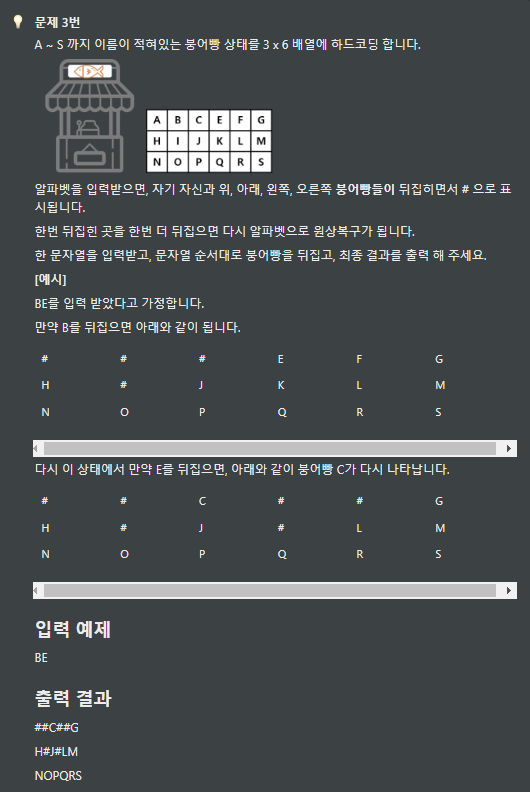 문제 3번
A ~ S 까지 이름이 적혀있는 붕어빵 상태를 3 x 6 배열에 하드코딩 합니다.
A B C E F G
H I J K L M
N O P Q R S
알파벳을 입력받으면, 자기 자신과 위, 아래, 왼쪽, 오른쪽 붕어빵들이 뒤집히면서 # 으로 표
시됩니다.
한번 뒤집힌 곳을 한번 더 뒤집으면 다시 알파벳으로 원상복구가 됩니다.
한 문자열을 입력받고, 문자열 순서대로 붕어빵을 뒤집고, 최종 결과를 출력 해 주세요.
[예시]
BE를 입력 받았다고 가정합니다.
만약 B를 뒤집으면 아래와 같이 됩니다.
# # # E F G
H # J K L M
N O P Q R S
다시 이 상태에서 만약 E를 뒤집으면, 아래와 같이 붕어빵 C가 다시 나타납니다.
# # C # # G
H # J # L M
N O P Q R S
입력 예제
BE
출력 결과
##C##G
H#J#LM
NOPQRS